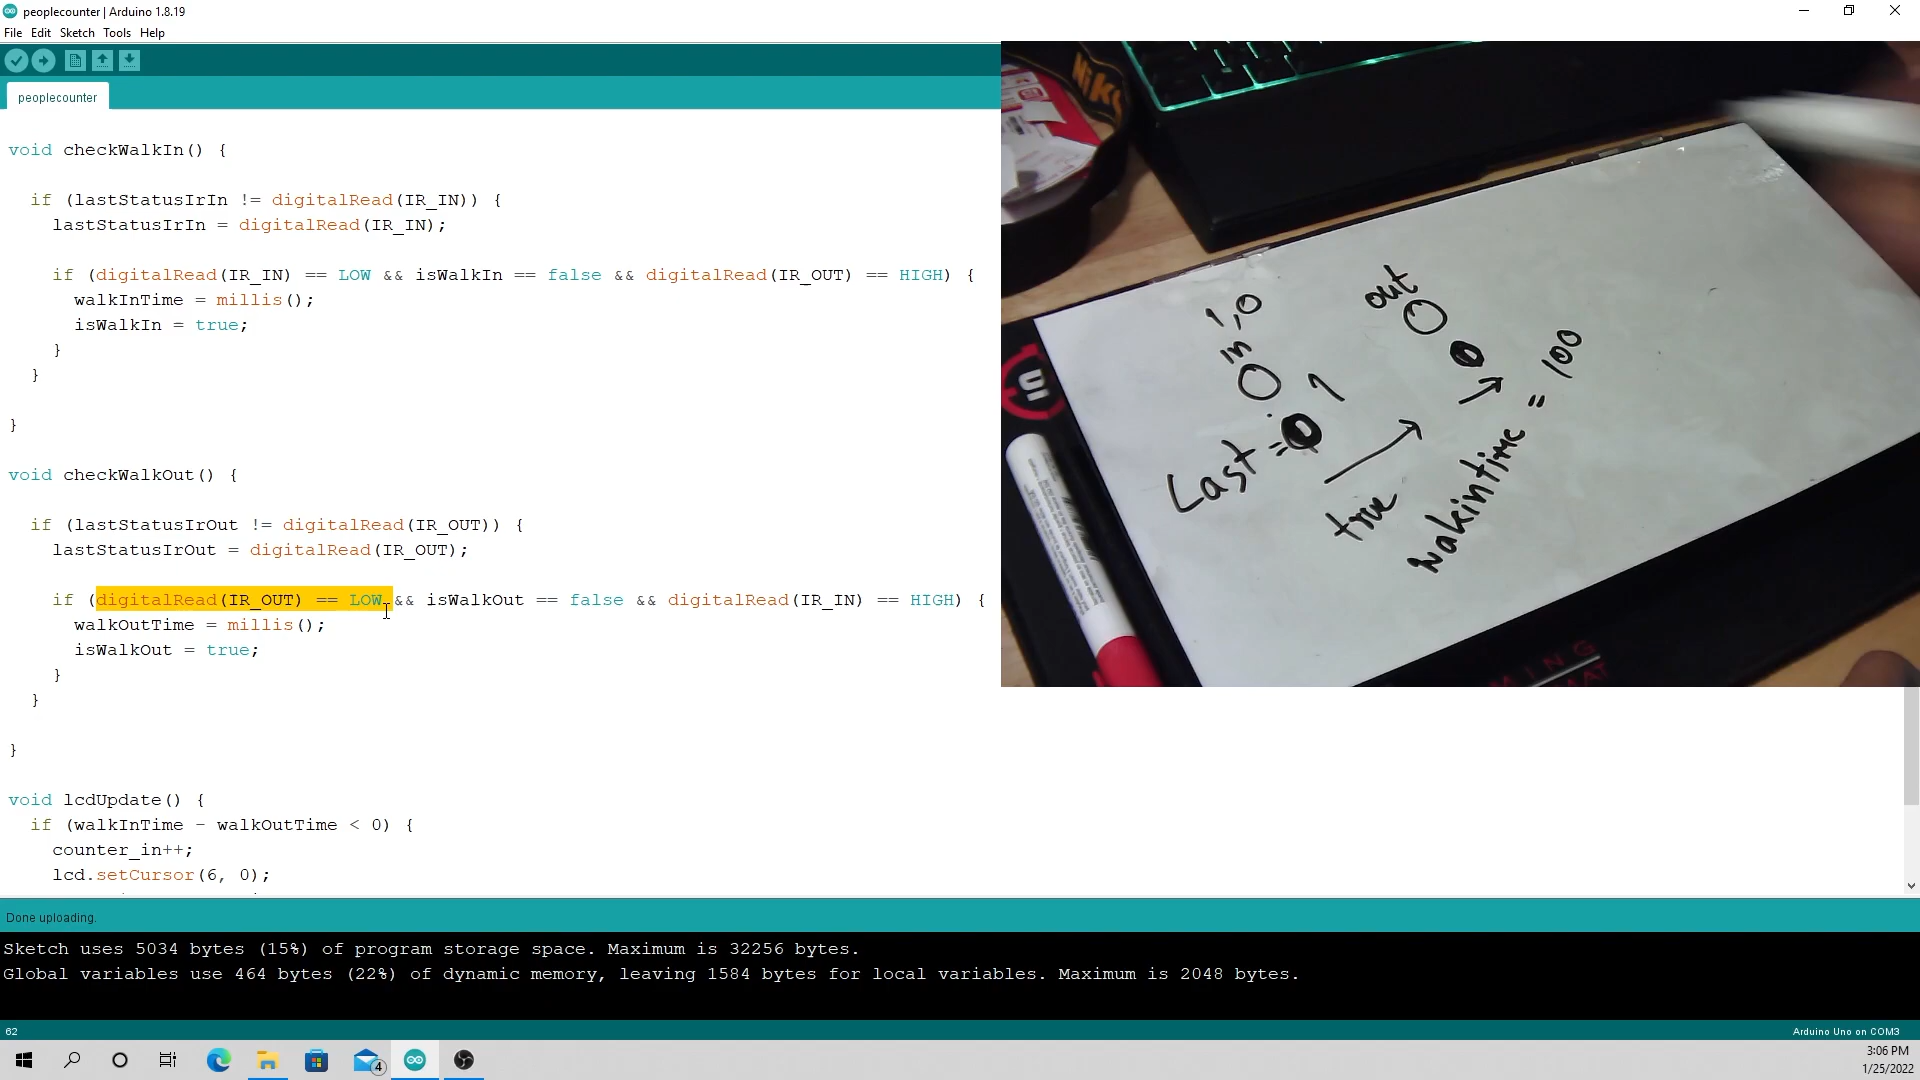 peoplecounter | Arduino 1.8.19
File Edit Sketch Tools Help
peoplecounter
void checkWalkIn() {
if (lastStatusIrIn != digitalRead(IR_IN)) {
lastStatusIrIn = digitalRead(IR_IN);
if (digitalRead(IR_IN) == LOW && isWalkIn == false && digitalRead(IR_OUT) == HIGH) {
walkInTime = millis();
isWalkIn = true;
}
}
}
void checkWalkOut() {
if (lastStatusIrOut != digitalRead(IR_OUT)) {
lastStatusIrOut = digitalRead(IR_OUT);
if (digitalRead(IR_OUT) == LOW && isWalkOut == false && digitalRead(IR_IN) == HIGH) {
walkOutTime = millis();
isWalkOut = true;
}
}
}
void lcdUpdate() {
if (walkInTime - walkOutTime < 0) {
counter_in++;
lcd.setCursor(6, 0);
Nik
1,0
in
out
Last =
1
true
walkintime = 100
Done uploading.
Sketch uses 5034 bytes (15%) of program storage space. Maximum is 32256 bytes.
Global variables use 464 bytes (22%) of dynamic memory, leaving 1584 bytes for local variables. Maximum is 2048 bytes.
62
Arduino Uno on COM3
4
3:06 PM
1/25/2022